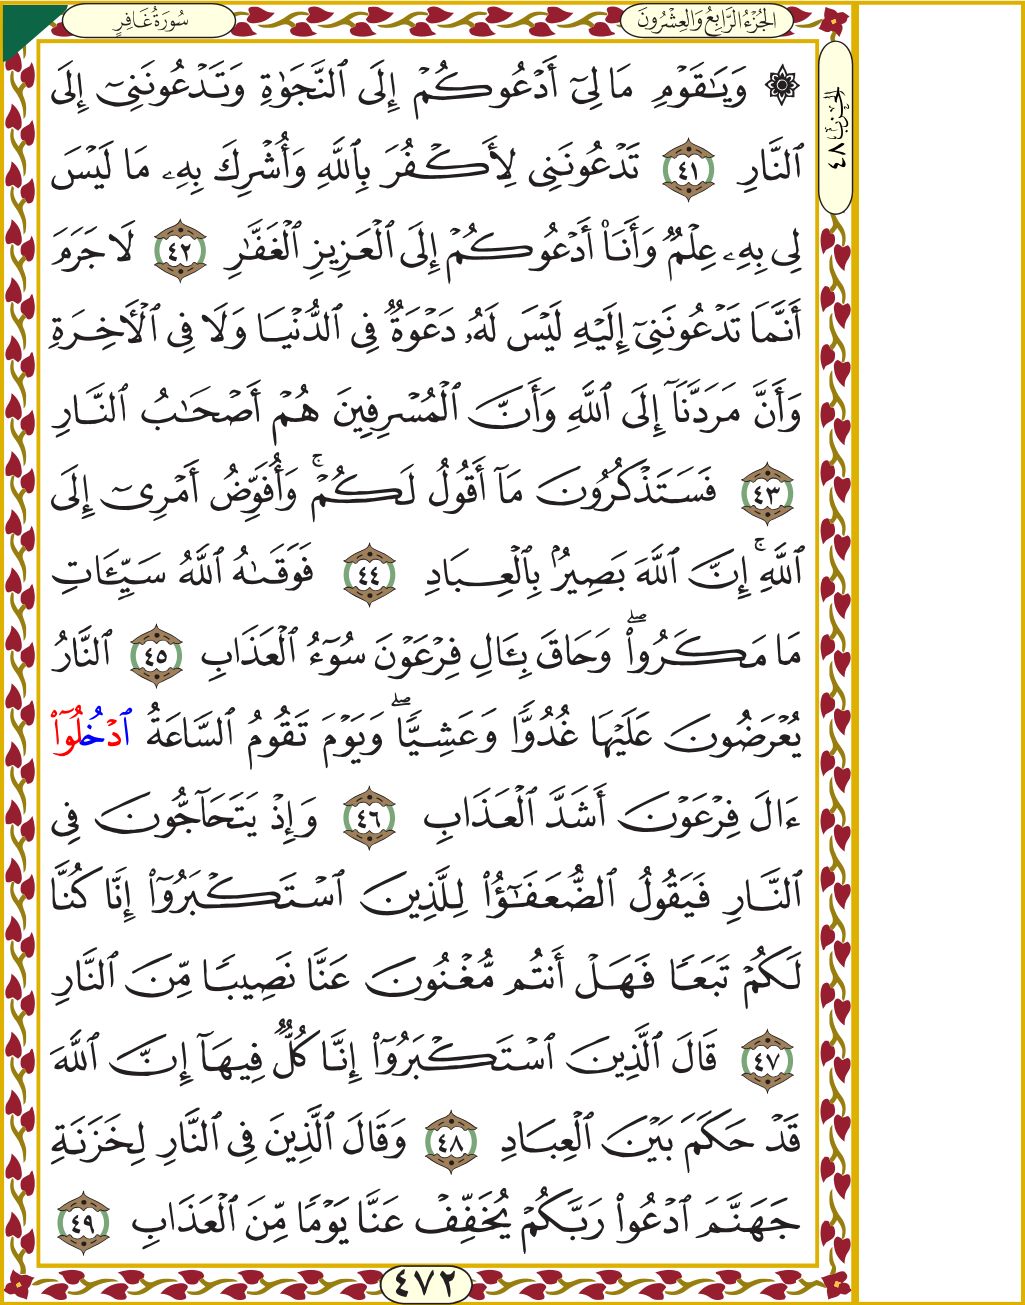 سُورَةُ غَافِرٍ
الجُزْءُ الرَّابِعُ وَالعِشْرُونَ
الحِزْبُ ٤٨
۞ وَيَٰقَوْمِ مَا لِيٓ أَدْعُوكُمْ إِلَى ٱلنَّجَوٰةِ وَتَدْعُونَنِيٓ إِلَى
ٱلنَّارِ ٤١ تَدْعُونَنِي لِأَكْفُرَ بِٱللَّهِ وَأُشْرِكَ بِهِۦ مَا لَيْسَ
لِي بِهِۦ عِلْمٌ وَأَنَا۠ أَدْعُوكُمْ إِلَى ٱلْعَزِيزِ ٱلْغَفَّٰرِ ٤٢ لَا جَرَمَ
أَنَّمَا تَدْعُونَنِيٓ إِلَيْهِ لَيْسَ لَهُۥ دَعْوَةٌ فِي ٱلدُّنْيَا وَلَا فِي ٱلْأٓخِرَةِ
وَأَنَّ مَرَدَّنَآ إِلَى ٱللَّهِ وَأَنَّ ٱلْمُسْرِفِينَ هُمْ أَصْحَٰبُ ٱلنَّارِ
٤٣ فَسَتَذْكُرُونَ مَآ أَقُولُ لَكُمْۚ وَأُفَوِّضُ أَمْرِيٓ إِلَى
ٱللَّهِۚ إِنَّ ٱللَّهَ بَصِيرٌۢ بِٱلْعِبَادِ ٤٤ فَوَقَىٰهُ ٱللَّهُ سَيِّـَٔاتِ
مَا مَكَرُوا۟ۖ وَحَاقَ بِـَٔالِ فِرْعَوْنَ سُوٓءُ ٱلْعَذَابِ ٤٥ ٱلنَّارُ
يُعْرَضُونَ عَلَيْهَا غُدُوًّا وَعَشِيًّاۖ وَيَوْمَ تَقُومُ ٱلسَّاعَةُ ٱدْخُلُوٓا۟
ءَالَ فِرْعَوْنَ أَشَدَّ ٱلْعَذَابِ ٤٦ وَإِذْ يَتَحَآجُّونَ فِي
ٱلنَّارِ فَيَقُولُ ٱلضُّعَفَٰٓؤُا۟ لِلَّذِينَ ٱسْتَكْبَرُوٓا۟ إِنَّا كُنَّا
لَكُمْ تَبَعًا فَهَلْ أَنتُم مُّغْنُونَ عَنَّا نَصِيبًا مِّنَ ٱلنَّارِ
٤٧ قَالَ ٱلَّذِينَ ٱسْتَكْبَرُوٓا۟ إِنَّا كُلٌّ فِيهَآ إِنَّ ٱللَّهَ
قَدْ حَكَمَ بَيْنَ ٱلْعِبَادِ ٤٨ وَقَالَ ٱلَّذِينَ فِي ٱلنَّارِ لِخَزَنَةِ
جَهَنَّمَ ٱدْعُوا۟ رَبَّكُمْ يُخَفِّفْ عَنَّا يَوْمًا مِّنَ ٱلْعَذَابِ ٤٩
٤٧٢